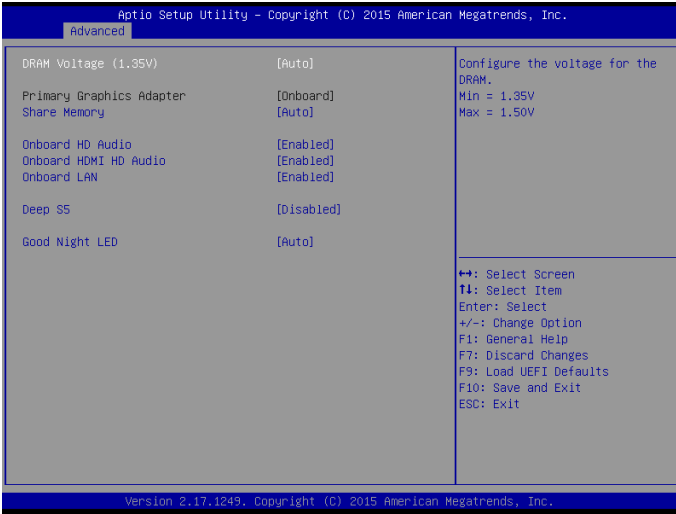 Aptio Setup Utility – Copyright (C) 2015 American Megatrends, Inc.
Advanced
DRAM Voltage (1.35V) [Auto]
Primary Graphics Adapter [Onboard]
Share Memory [Auto]
Onboard HD Audio [Enabled]
Onboard HDMI HD Audio [Enabled]
Onboard LAN [Enabled]
Deep S5 [Disabled]
Good Night LED [Auto]
Configure the voltage for the
DRAM.
Min = 1.35V
Max = 1.50V
↔: Select Screen
↑↓: Select Item
Enter: Select
+/-: Change Option
F1: General Help
F7: Discard Changes
F9: Load UEFI Defaults
F10: Save and Exit
ESC: Exit
Version 2.17.1249. Copyright (C) 2015 American Megatrends, Inc.